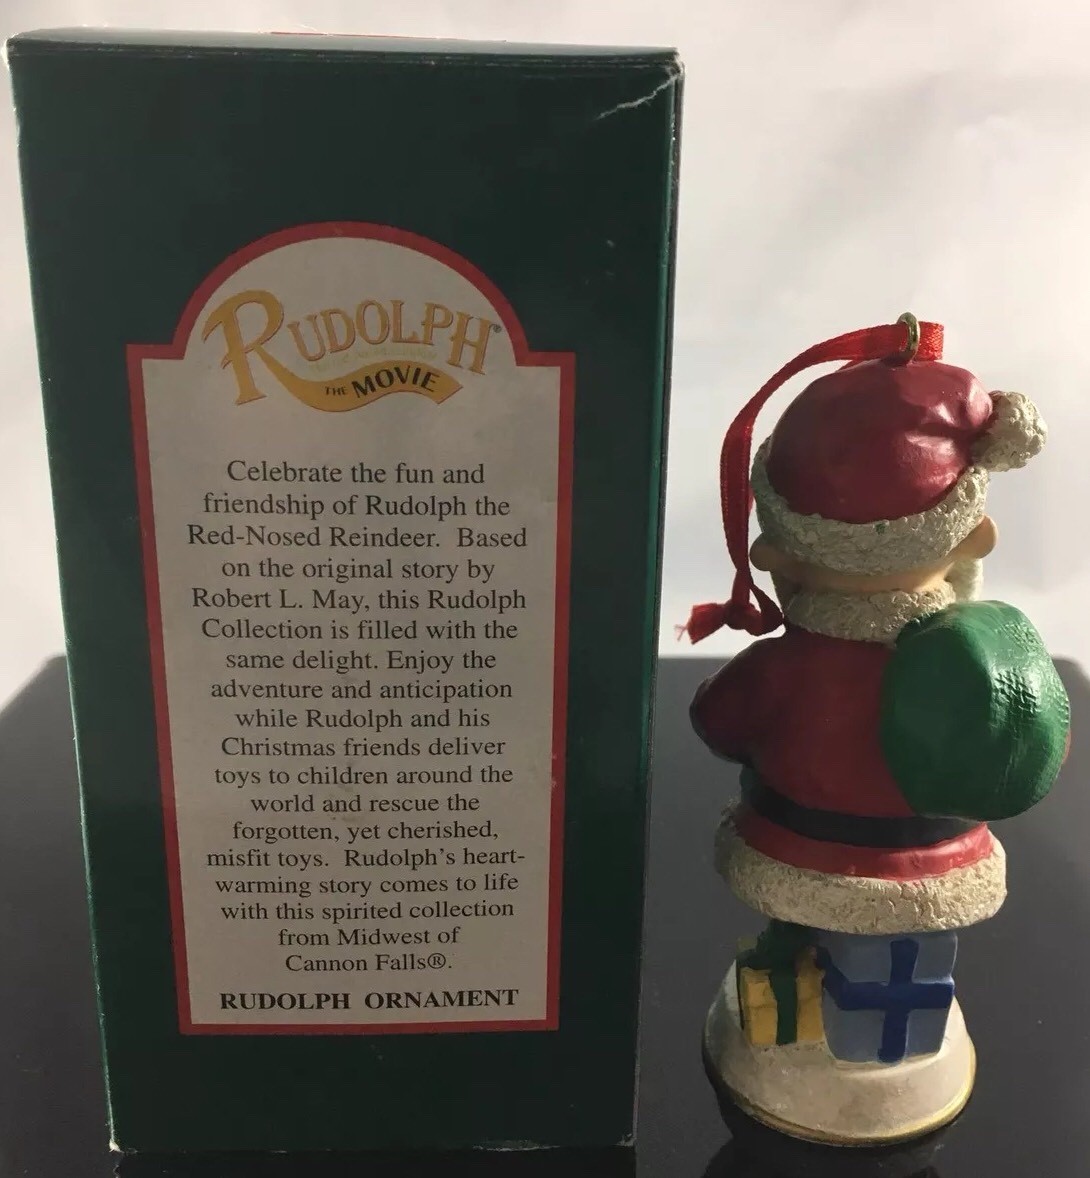 RUDOLPH®
THE MOVIE
Celebrate the fun and
friendship of Rudolph the
Red-Nosed Reindeer. Based
on the original story by
Robert L. May, this Rudolph
Collection is filled with the
same delight. Enjoy the
adventure and anticipation
while Rudolph and his
Christmas friends deliver
toys to children around the
world and rescue the
forgotten, yet cherished,
misfit toys. Rudolph's heart-
warming story comes to life
with this spirited collection
from Midwest of
Cannon Falls®.
RUDOLPH ORNAMENT